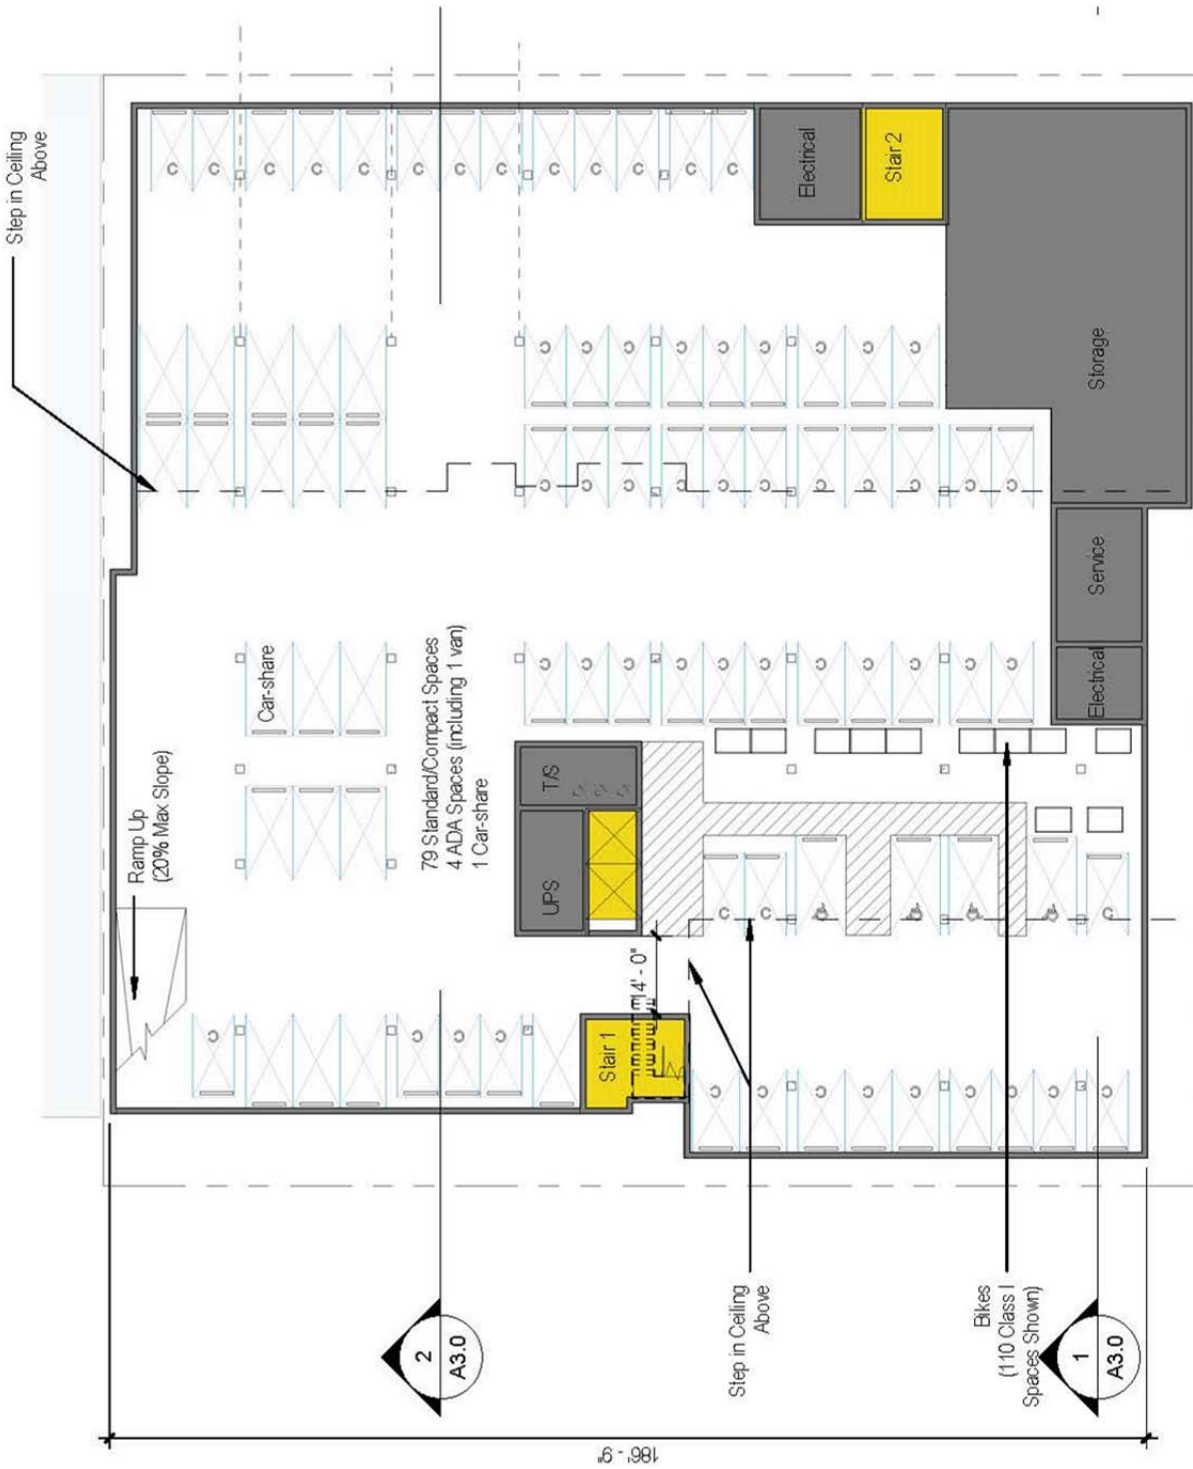 Step in Ceiling
Above
Electrical
Stair 2
Storage
Ramp Up
(20% Max Slope)
Car-share
79 Standard/Compact Spaces
4 ADA Spaces (including 1 van)
1 Car-share
T/S
UPS
Service
Electrical
Stair 1
14' - 0"
Step in Ceiling
Above
Bikes
(110 Class I
Spaces Shown)
2
A3.0
1
A3.0
186' - 9"